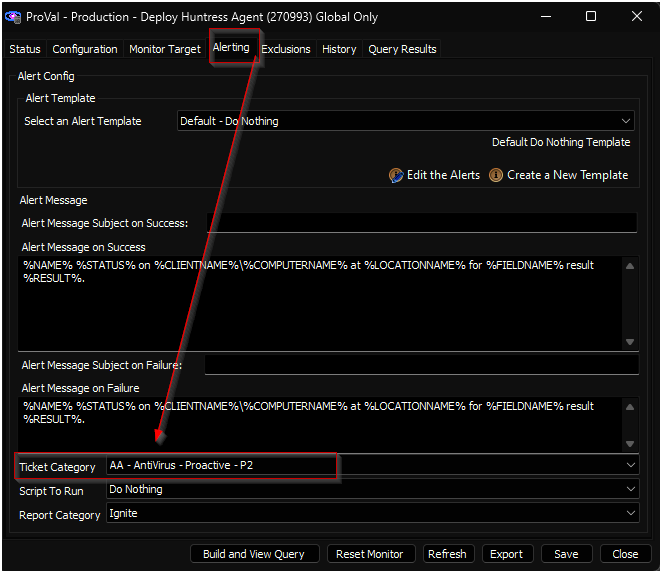 ProVal - Production - Deploy Huntress Agent (270993) Global Only
Status Configuration Monitor Target Alerting Exclusions History Query Results
Alert Config
Alert Template
Select an Alert Template Default - Do Nothing
Default Do Nothing Template
Edit the Alerts Create a New Template
Alert Message
Alert Message Subject on Success:
Alert Message on Success
%NAME% %STATUS% on %CLIENTNAME%\%COMPUTERNAME% at %LOCATIONNAME% for %FIELDNAME% result
%RESULT%.
Alert Message Subject on Failure:
Alert Message on Failure
%NAME% %STATUS% on %CLIENTNAME%\%COMPUTERNAME% at %LOCATIONNAME% for %FIELDNAME% result
%RESULT%.
Ticket Category AA - AntiVirus - Proactive - P2
Script To Run Do Nothing
Report Category Ignite
Build and View Query Reset Monitor Refresh Export Save Close